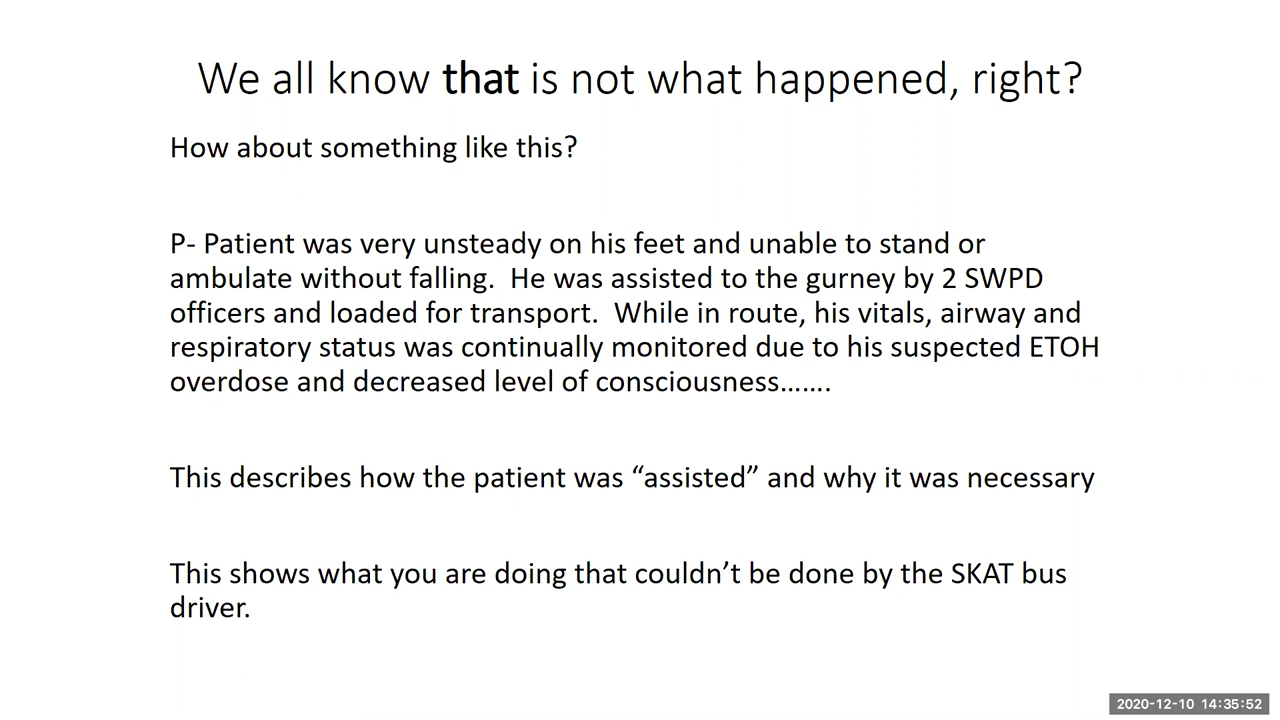 We all know that is not what happened, right?
How about something like this?
P- Patient was very unsteady on his feet and unable to stand or
ambulate without falling.  He was assisted to the gurney by 2 SWPD
officers and loaded for transport.  While in route, his vitals, airway and
respiratory status was continually monitored due to his suspected ETOH
overdose and decreased level of consciousness…….
This describes how the patient was “assisted” and why it was necessary
This shows what you are doing that couldn’t be done by the SKAT bus
driver.
2020-12-10 14:35:52